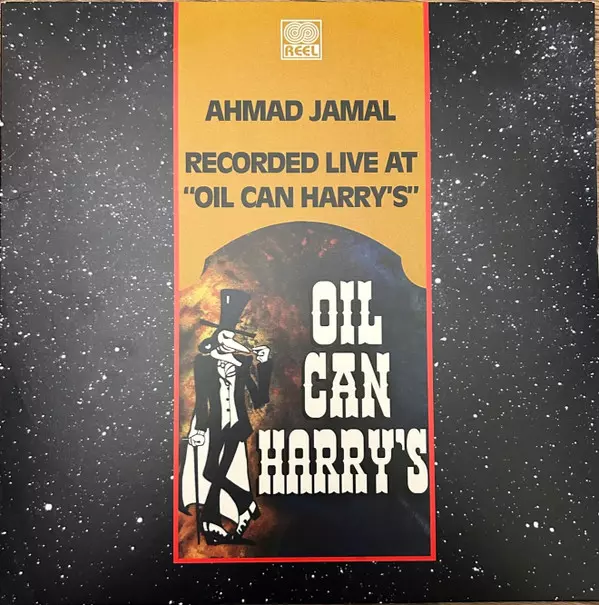 REEL
AHMAD JAMAL
RECORDED LIVE AT
“OIL CAN HARRY'S”
OIL
CAN
HARRY'S